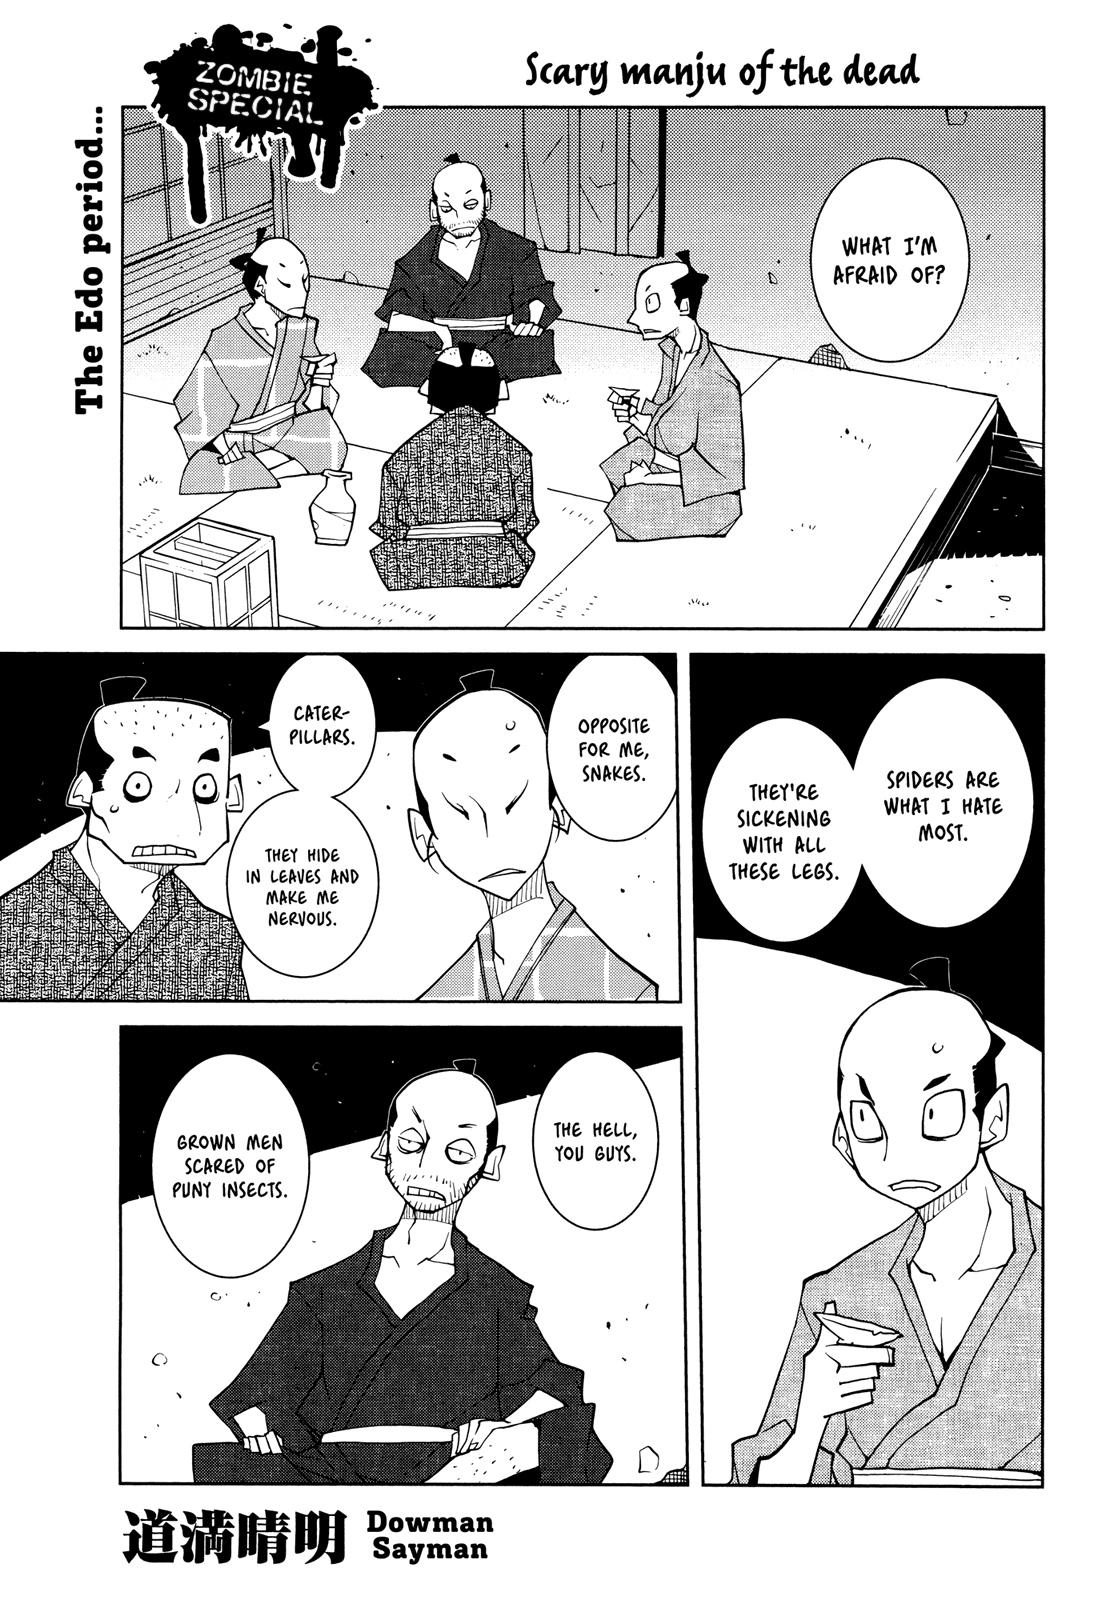 ZOMBIE
SPECIAL
Scary manju of the dead
The Edo period...
WHAT I'M
AFRAID OF?
SPIDERS ARE
WHAT I HATE
MOST.
THEY'RE
SICKENING
WITH ALL
THESE LEGS.
OPPOSITE
FOR ME,
SNAKES.
CATER-
PILLARS.
THEY HIDE
IN LEAVES AND
MAKE ME
NERVOUS.
THE HELL,
YOU GUYS.
GROWN MEN
SCARED OF
PUNY INSECTS.
道満晴明
Dowman
Sayman